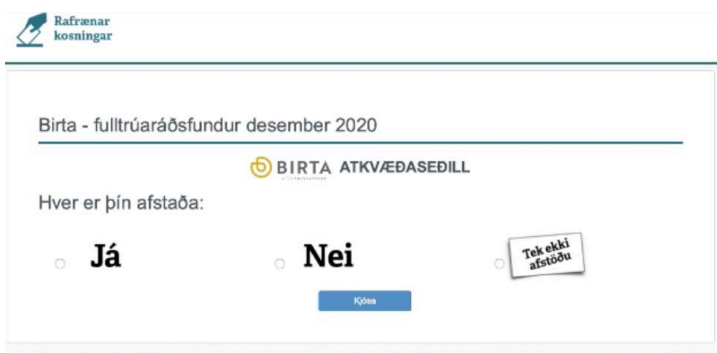 Rafrænar
kosningar
Birta - fulltrúaráðsfundur desember 2020
BIRTA ATKVÆÐASEÐILL
Hver er þín afstaða:
Já
Nei
Tek ekki
afstöðu
Kjósa